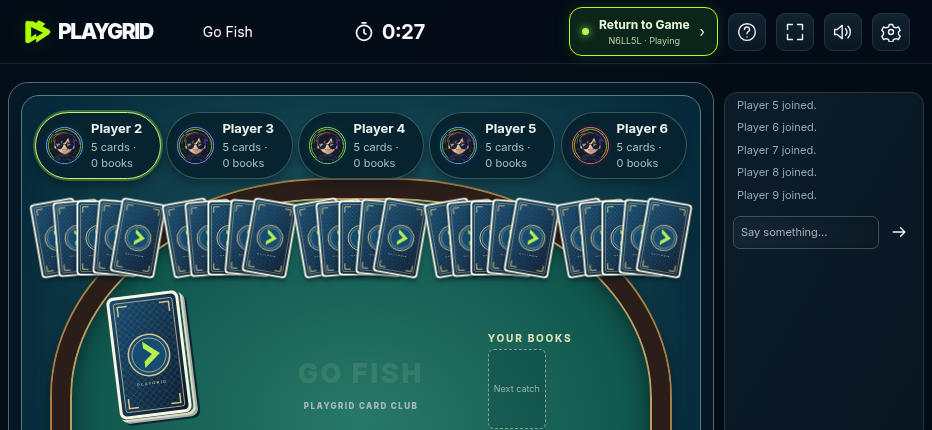 PLAYGRID
Go Fish
0:27
Return to Game
N6LL5L · Playing
Player 2
5 cards ·
0 books
Player 3
5 cards ·
0 books
Player 4
5 cards ·
0 books
Player 5
5 cards ·
0 books
Player 6
5 cards ·
0 books
Player 5 joined.
Player 6 joined.
Player 7 joined.
Player 8 joined.
Player 9 joined.
Say something...
PLAYGRID
GO FISH
PLAYGRID CARD CLUB
YOUR BOOKS
Next catch